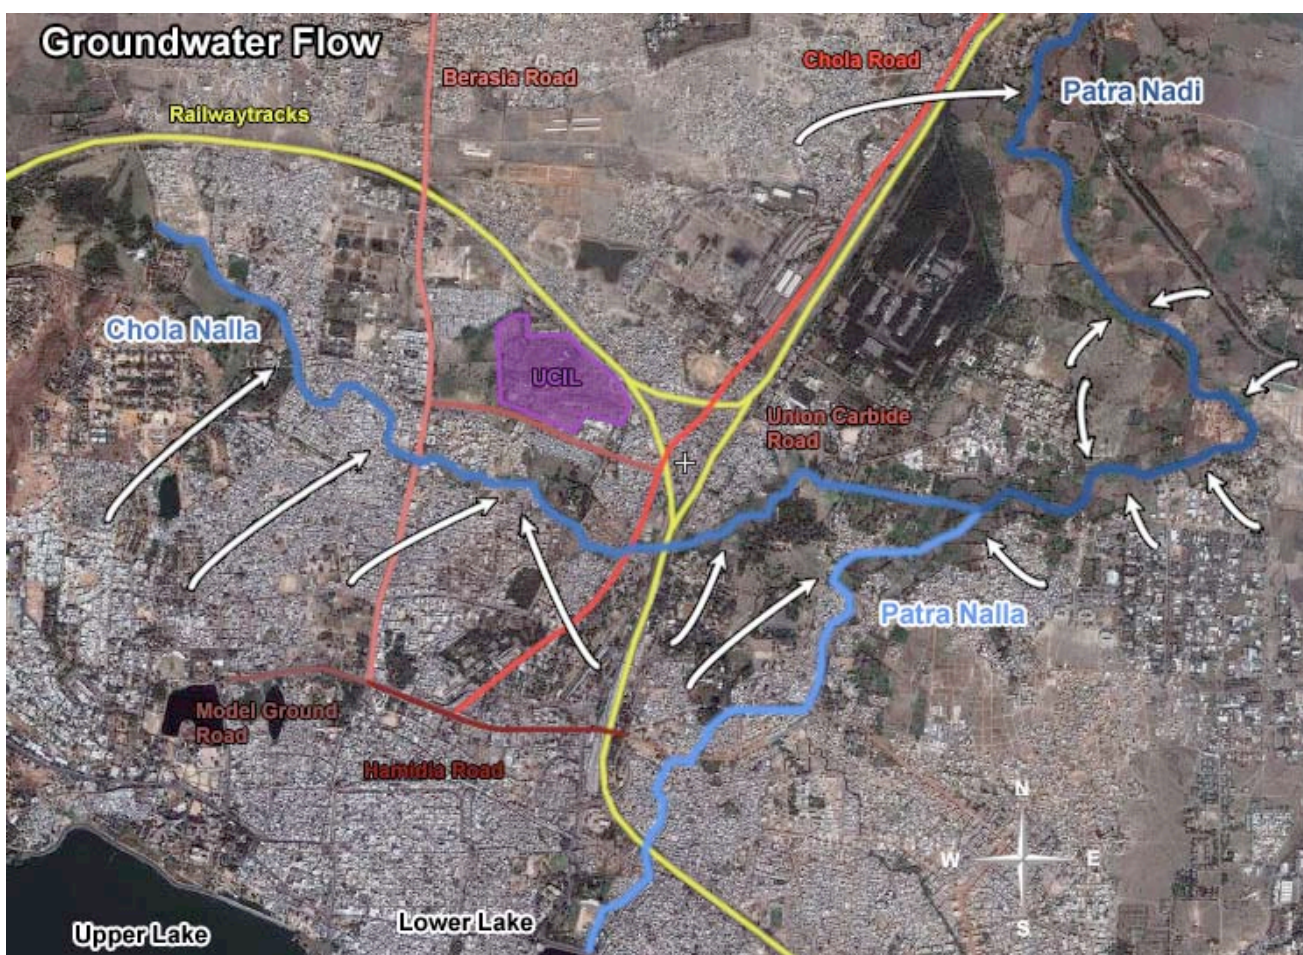 Groundwater Flow
Chola Road
Berasia Road
Patra Nadi
Railwaytracks
Chola Nalla
UCIL
Union Carbide
Road
Patra Nalla
Model Ground
Road
Hamidia Road
N
W
E
S
Lower Lake
Upper Lake